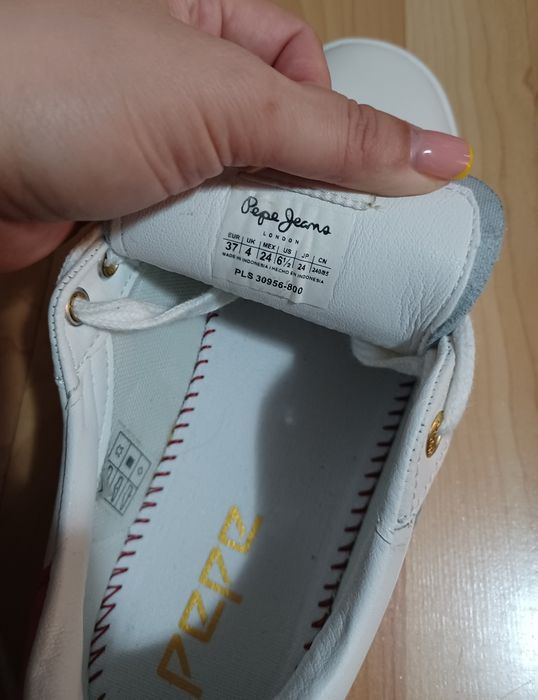 Pepe Jeans
LONDON
EUR UK MEX US JP CN
37 4 24 6½ 24 240/85
MADE IN INDONESIA / HECHO EN INDONESIA
PLS 30956-800
pepe